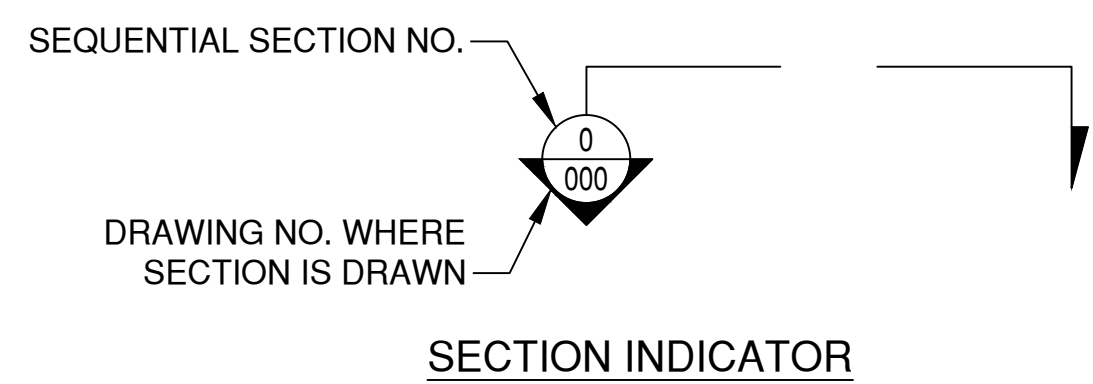 SEQUENTIAL SECTION NO.
0
000
DRAWING NO. WHERE
SECTION IS DRAWN
SECTION INDICATOR